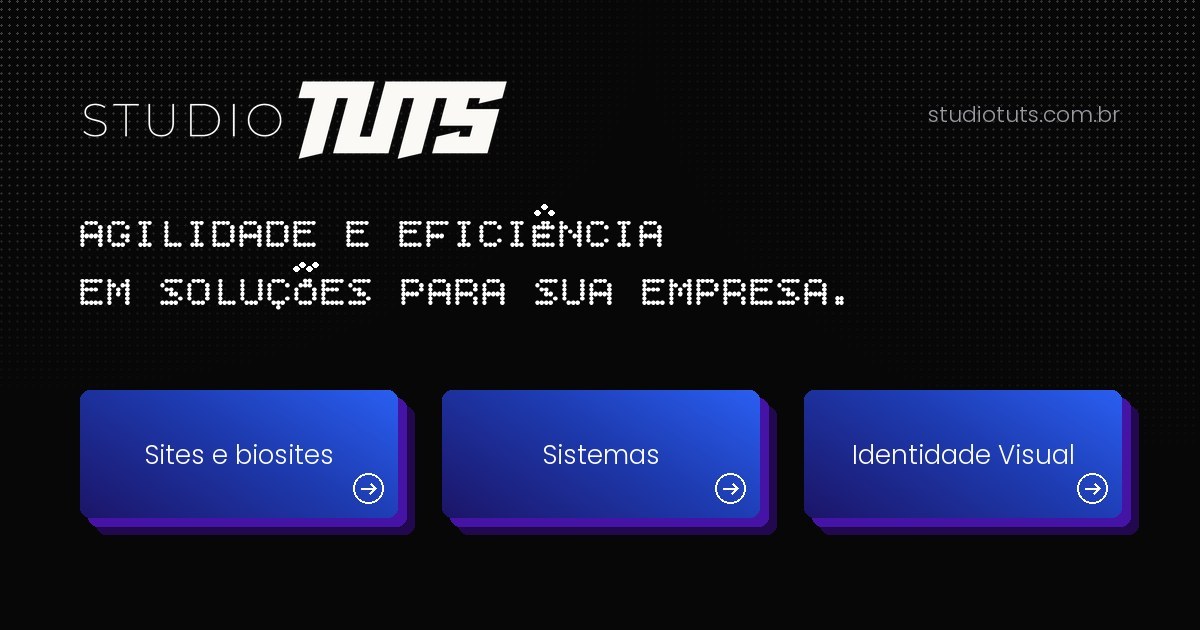 STUDIO TUTS
studiotuts.com.br
AGILIDADE E EFICIÊNCIA
EM SOLUÇÕES PARA SUA EMPRESA.
Sites e biosites
Sistemas
Identidade Visual